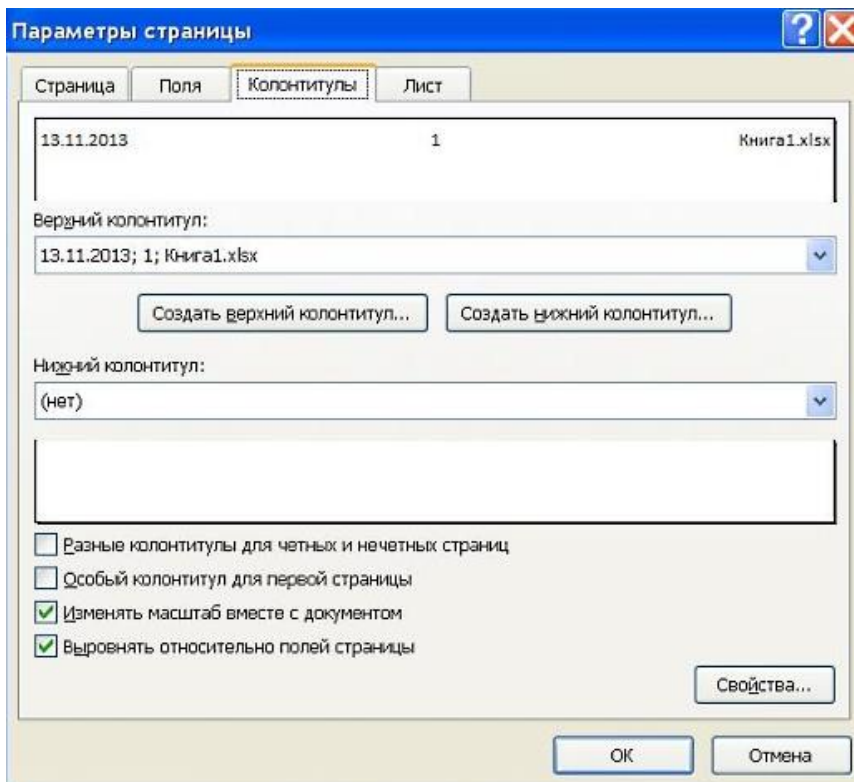 Параметры страницы
Страница Поля Колонтитулы Лист
13.11.2013 1 Книга1.xlsx
Верхний колонтитул:
13.11.2013; 1; Книга1.xlsx
Создать верхний колонтитул... Создать нижний колонтитул...
Нижний колонтитул:
(нет)
Разные колонтитулы для четных и нечетных страниц
Особый колонтитул для первой страницы
Изменять масштаб вместе с документом
Выровнять относительно полей страницы
Свойства...
ОК Отмена